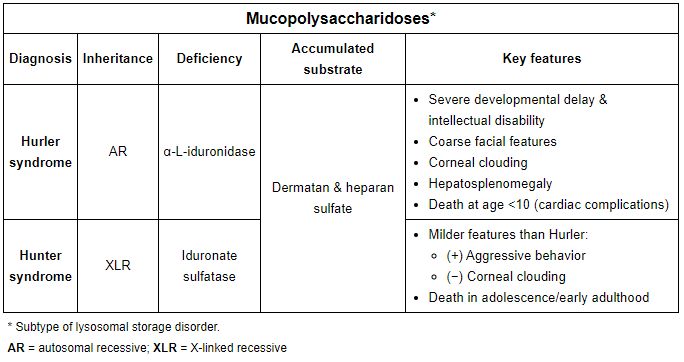 Mucopolysaccharidoses*
Diagnosis
Inheritance
Deficiency
Accumulated
substrate
Key features
Hurler
syndrome
AR
α-L-iduronidase
Dermatan & heparan
sulfate
• Severe developmental delay &
intellectual disability
• Coarse facial features
• Corneal clouding
• Hepatosplenomegaly
• Death at age <10 (cardiac complications)
Hunter
syndrome
XLR
Iduronate
sulfatase
• Milder features than Hurler:
○ (+) Aggressive behavior
○ (−) Corneal clouding
• Death in adolescence/early adulthood
* Subtype of lysosomal storage disorder.
AR = autosomal recessive; XLR = X-linked recessive